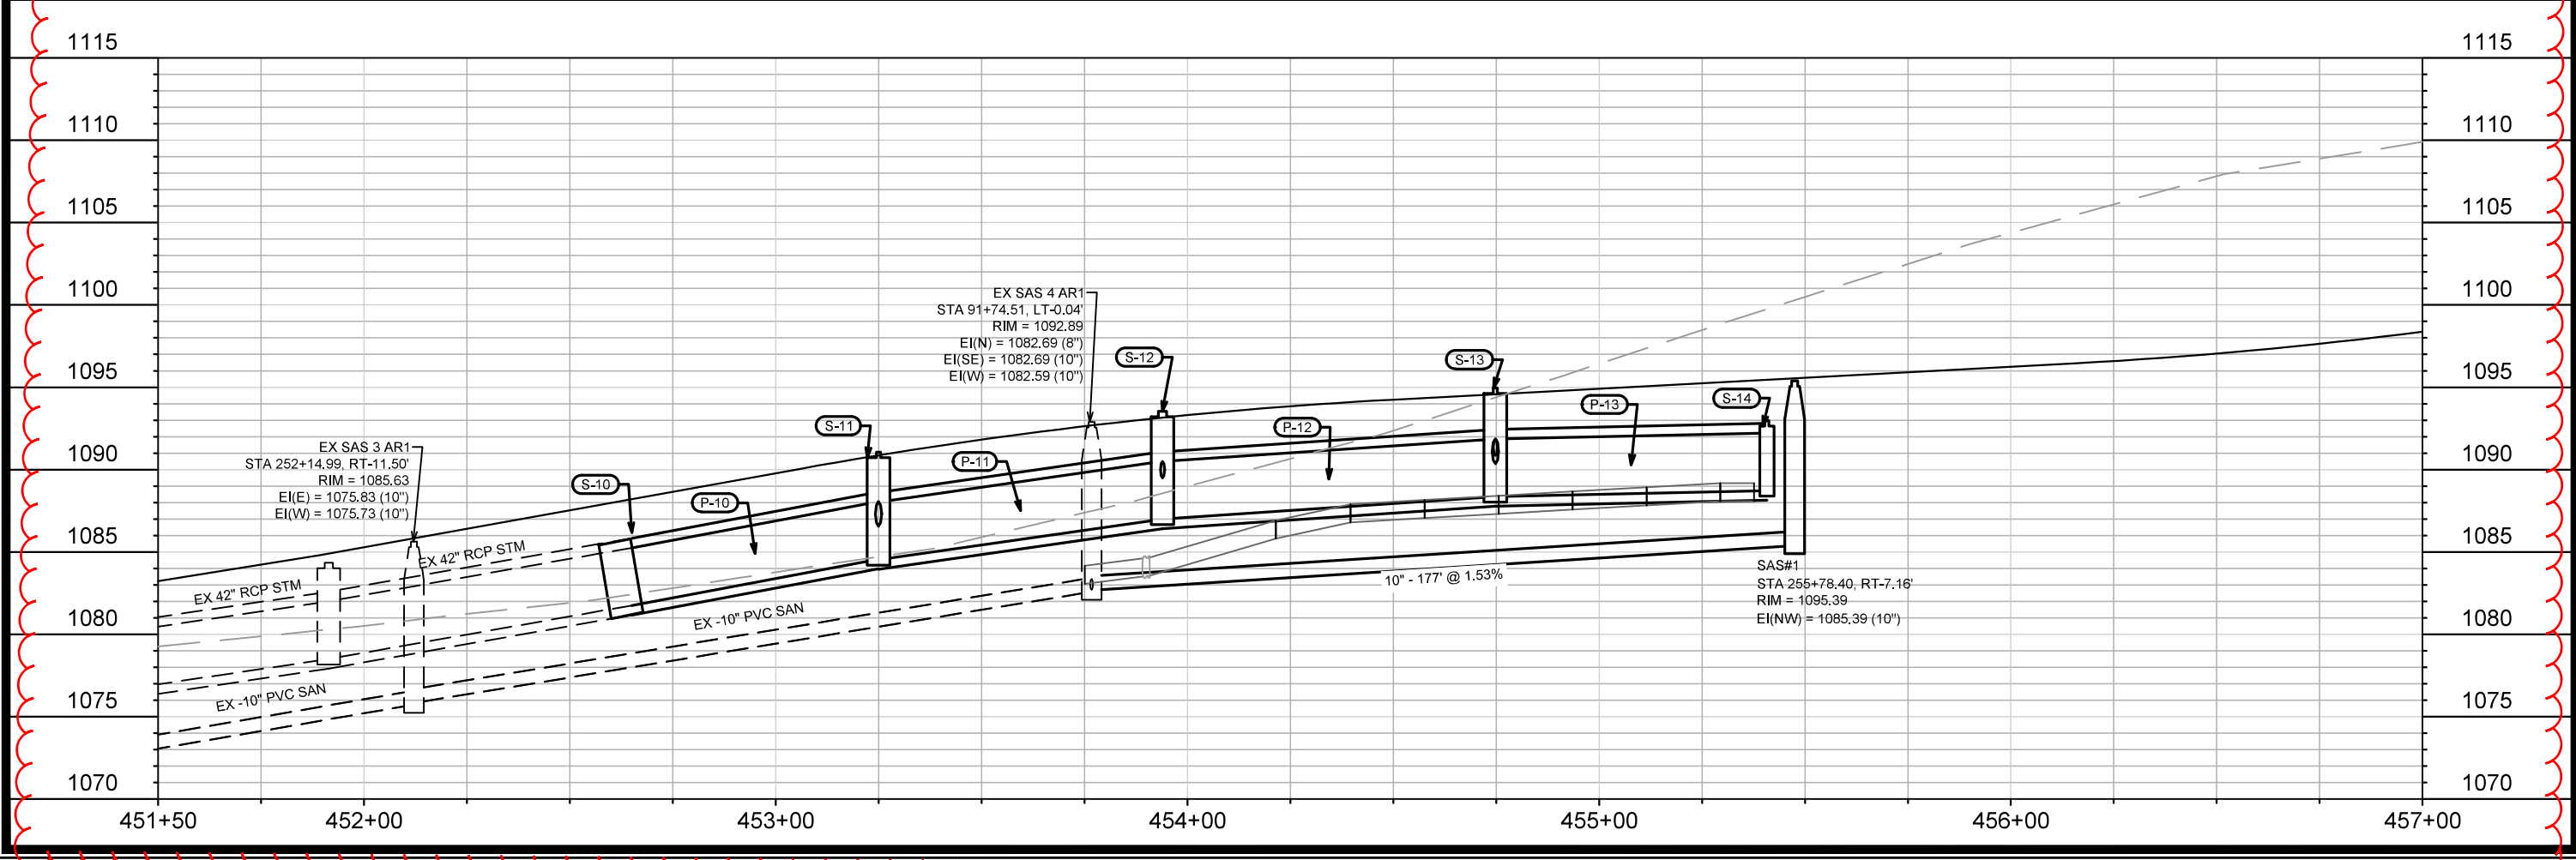 1115
1115
1110
1110
1105
1105
1100
1100
1095
1095
1090
1090
1085
1085
1080
1080
1075
1075
1070
1070
EX SAS 4 AR1
STA 91+74.51, LT-0.04'
RIM = 1092.89
EI(N) = 1082.69 (8")
EI(SE) = 1082.69 (10")
EI(W) = 1082.59 (10")
S-12
S-13
P-13
S-14
S-11
P-12
EX SAS 3 AR1
STA 252+14.99, RT-11.50'
RIM = 1085.63
EI(E) = 1075.83 (10")
EI(W) = 1075.73 (10")
S-10
P-10
P-11
EX 42" RCP STM
EX 42" RCP STM
EX -10" PVC SAN
EX -10" PVC SAN
10" - 177' @ 1.53%
SAS#1
STA 255+78.40, RT-7.16'
RIM = 1095.39
EI(NW) = 1085.39 (10")
451+50
452+00
453+00
454+00
455+00
456+00
457+00